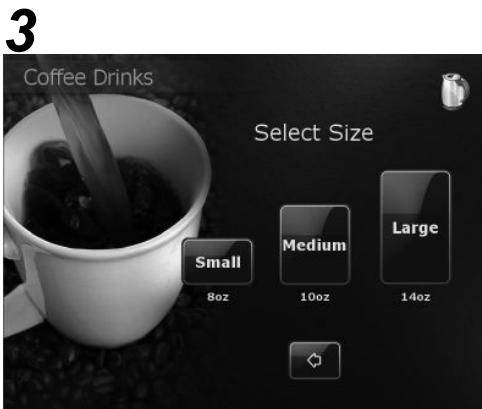 3
Coffee Drinks
Select Size
Small
Medium
Large
8oz
10oz
14oz